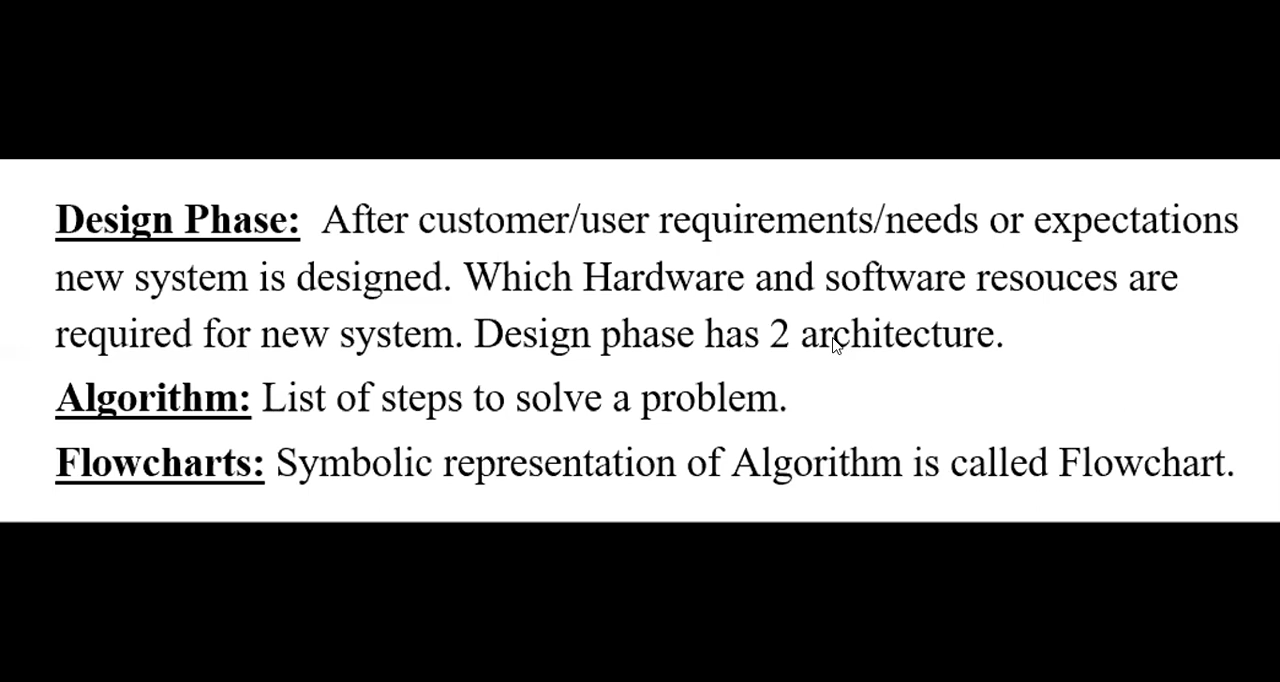 Design Phase: After customer/user requirements/needs or expectations
new system is designed. Which Hardware and software resouces are
required for new system. Design phase has 2 architecture.
Algorithm: List of steps to solve a problem.
Flowcharts: Symbolic representation of Algorithm is called Flowchart.